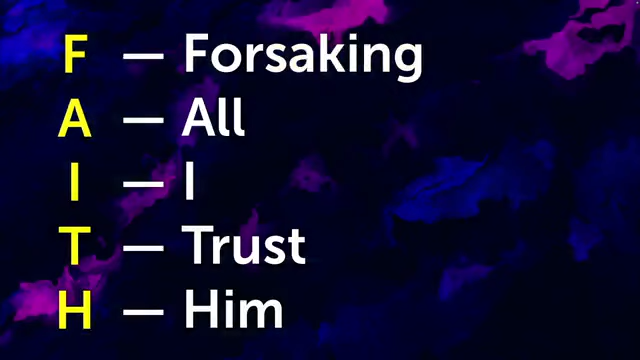 F — Forsaking
A — All
I — I
T — Trust
H — Him